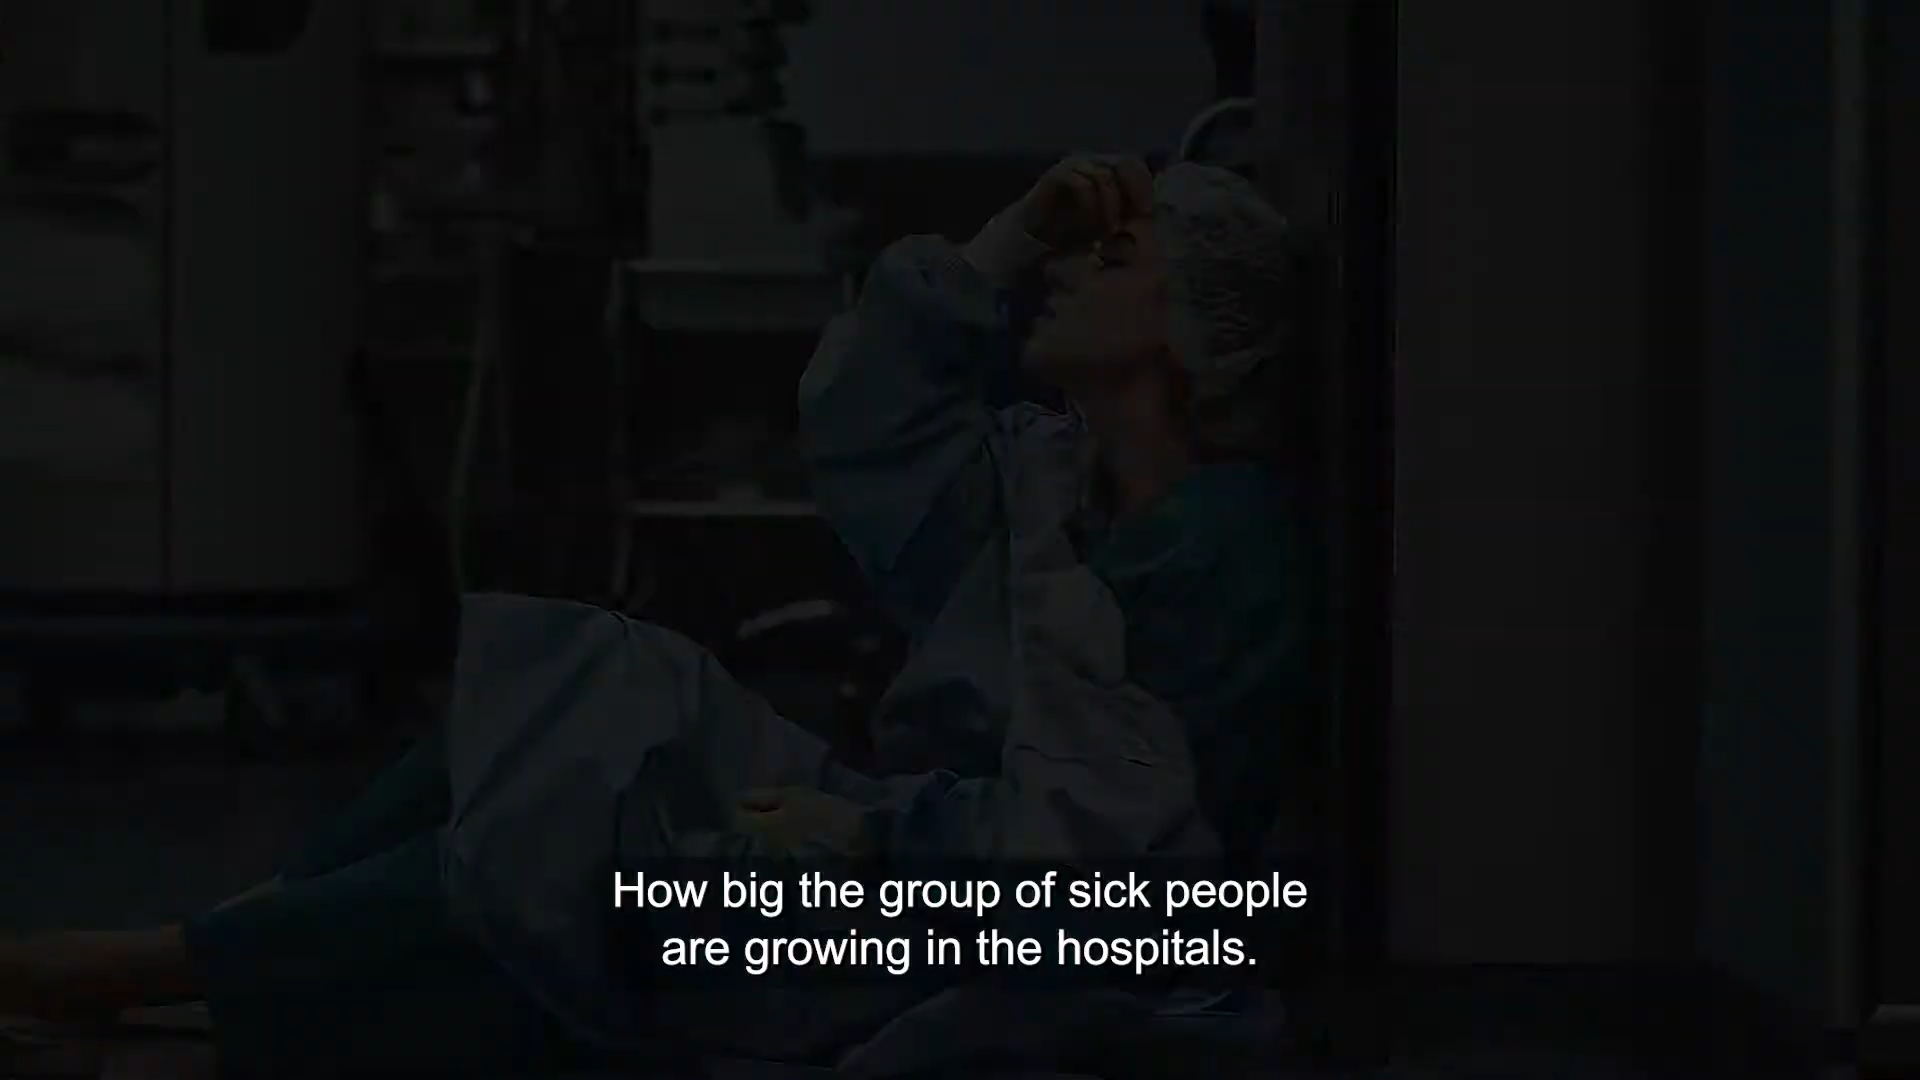 How big the group of sick people
are growing in the hospitals.